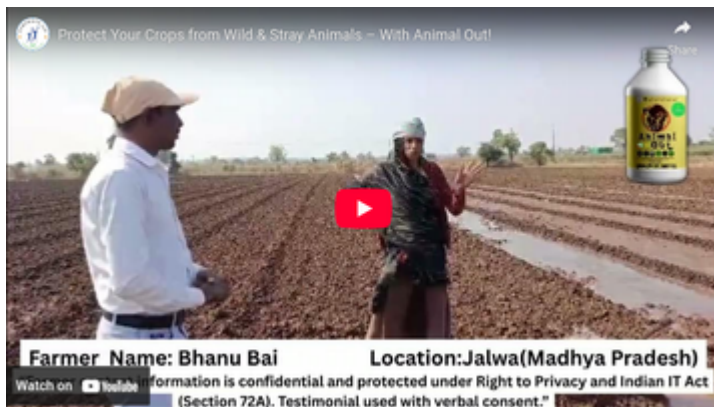 Protect Your Crops from Wild & Stray Animals – With Animal Out!
Share
Animal
Out
Farmer Name: Bhanu Bai
Location:Jalwa(Madhya Pradesh)
information is confidential and protected under Right to Privacy and Indian IT Act
Watch on YouTube
(Section 72A). Testimonial used with verbal consent."